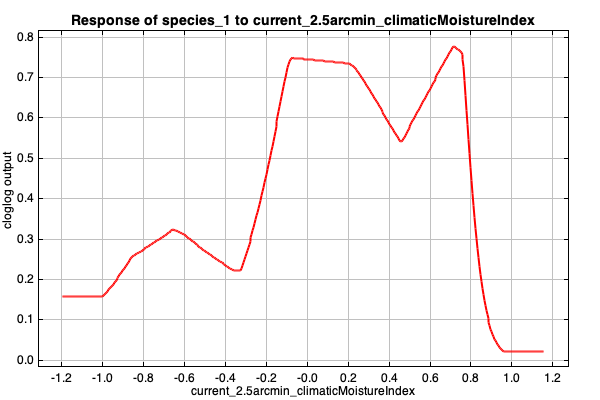 Response of species_1 to current_2.5arcmin_climaticMoistureIndex
0.8
0.7
0.6
0.5
0.4
0.3
0.2
0.1
0.0
cloglog output
-1.2 -1.0 -0.8 -0.6 -0.4 -0.2 -0.0 0.2 0.4 0.6 0.8 1.0 1.2
current_2.5arcmin_climaticMoistureIndex